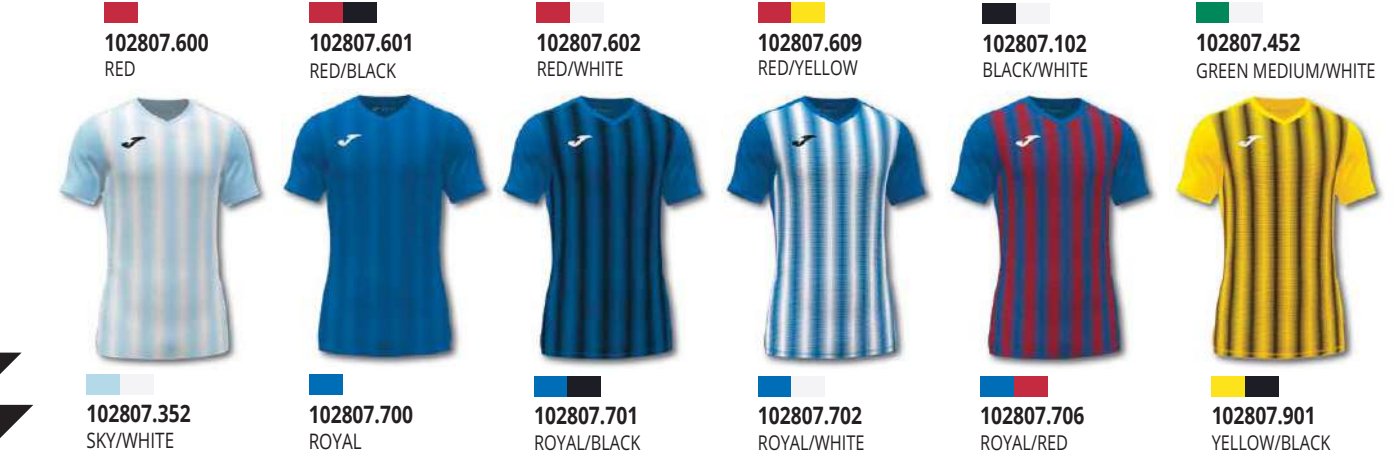 102807.600
RED
102807.601
RED/BLACK
102807.602
RED/WHITE
102807.609
RED/YELLOW
102807.102
BLACK/WHITE
102807.452
GREEN MEDIUM/WHITE
102807.352
SKY/WHITE
102807.700
ROYAL
102807.701
ROYAL/BLACK
102807.702
ROYAL/WHITE
102807.706
ROYAL/RED
102807.901
YELLOW/BLACK